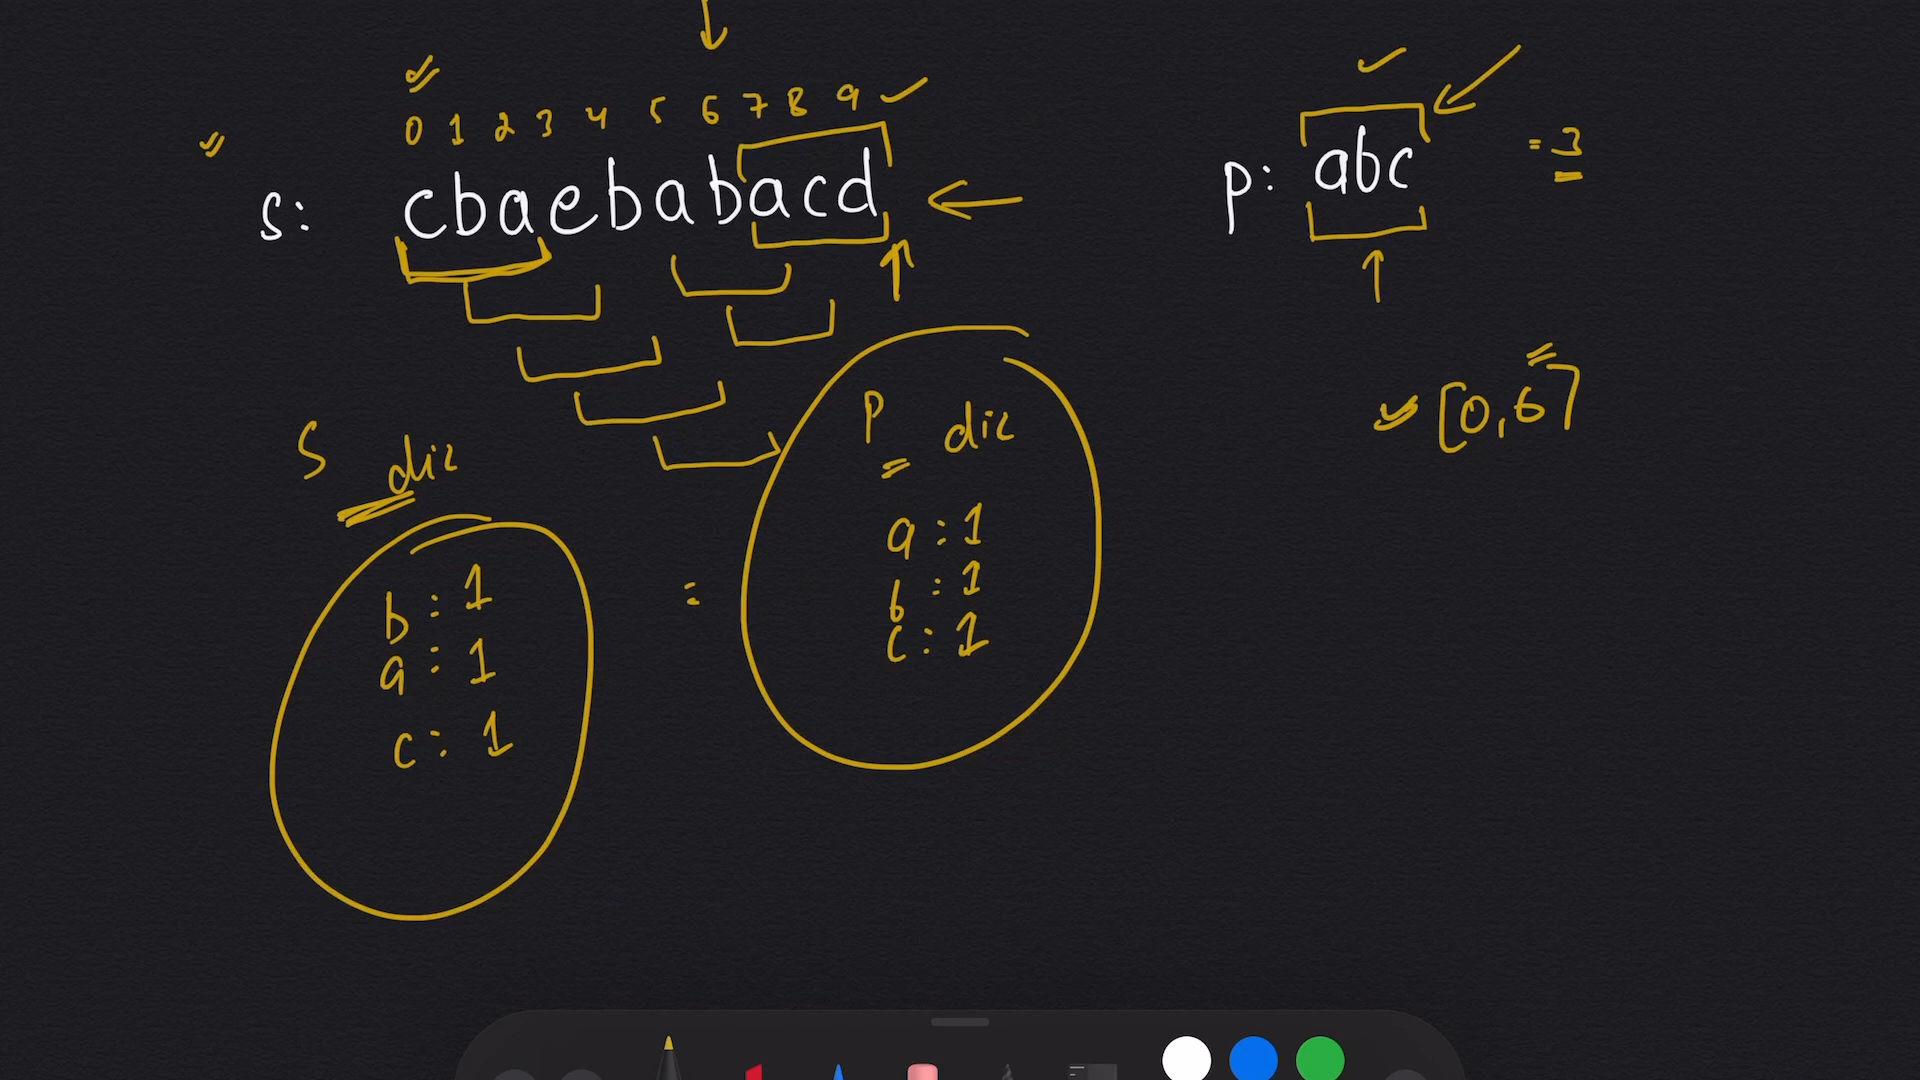 0 1 2 3 4 5 6 7 8 9
s: cbaebabacd
p: abc = 3
[0,6]
S dic
b : 1
a : 1
c : 1
=
P dic
a : 1
b : 1
c : 1